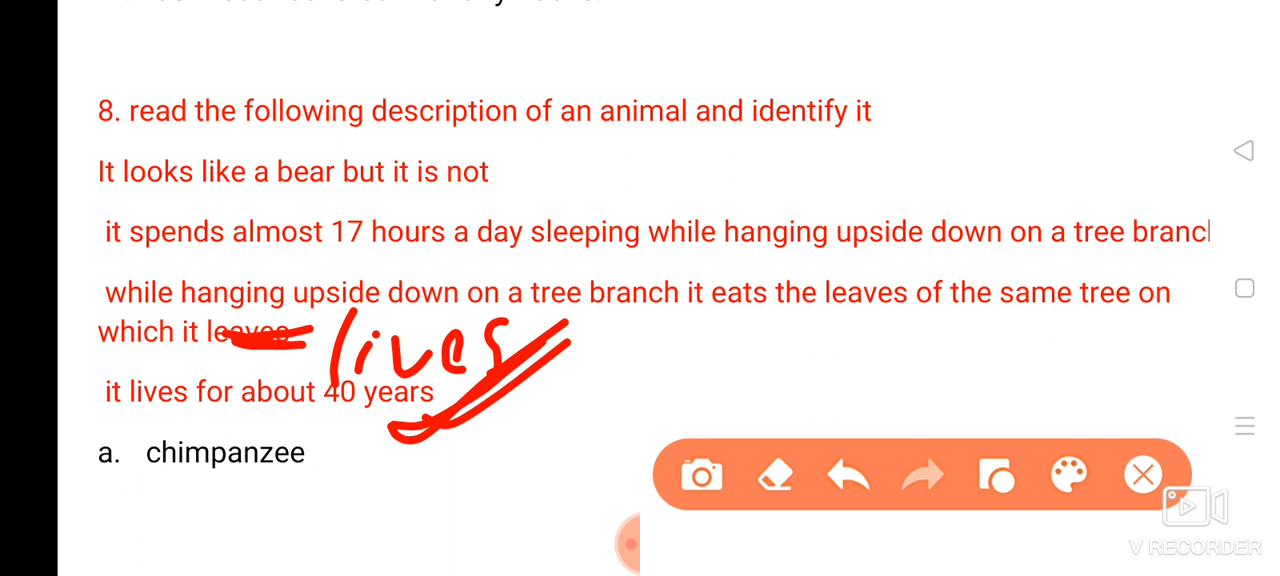 8. read the following description of an animal and identify it
It looks like a bear but it is not
it spends almost 17 hours a day sleeping while hanging upside down on a tree branc
while hanging upside down on a tree branch it eats the leaves of the same tree on
which it leaves lives
it lives for about 40 years
a. chimpanzee
V RECORDER